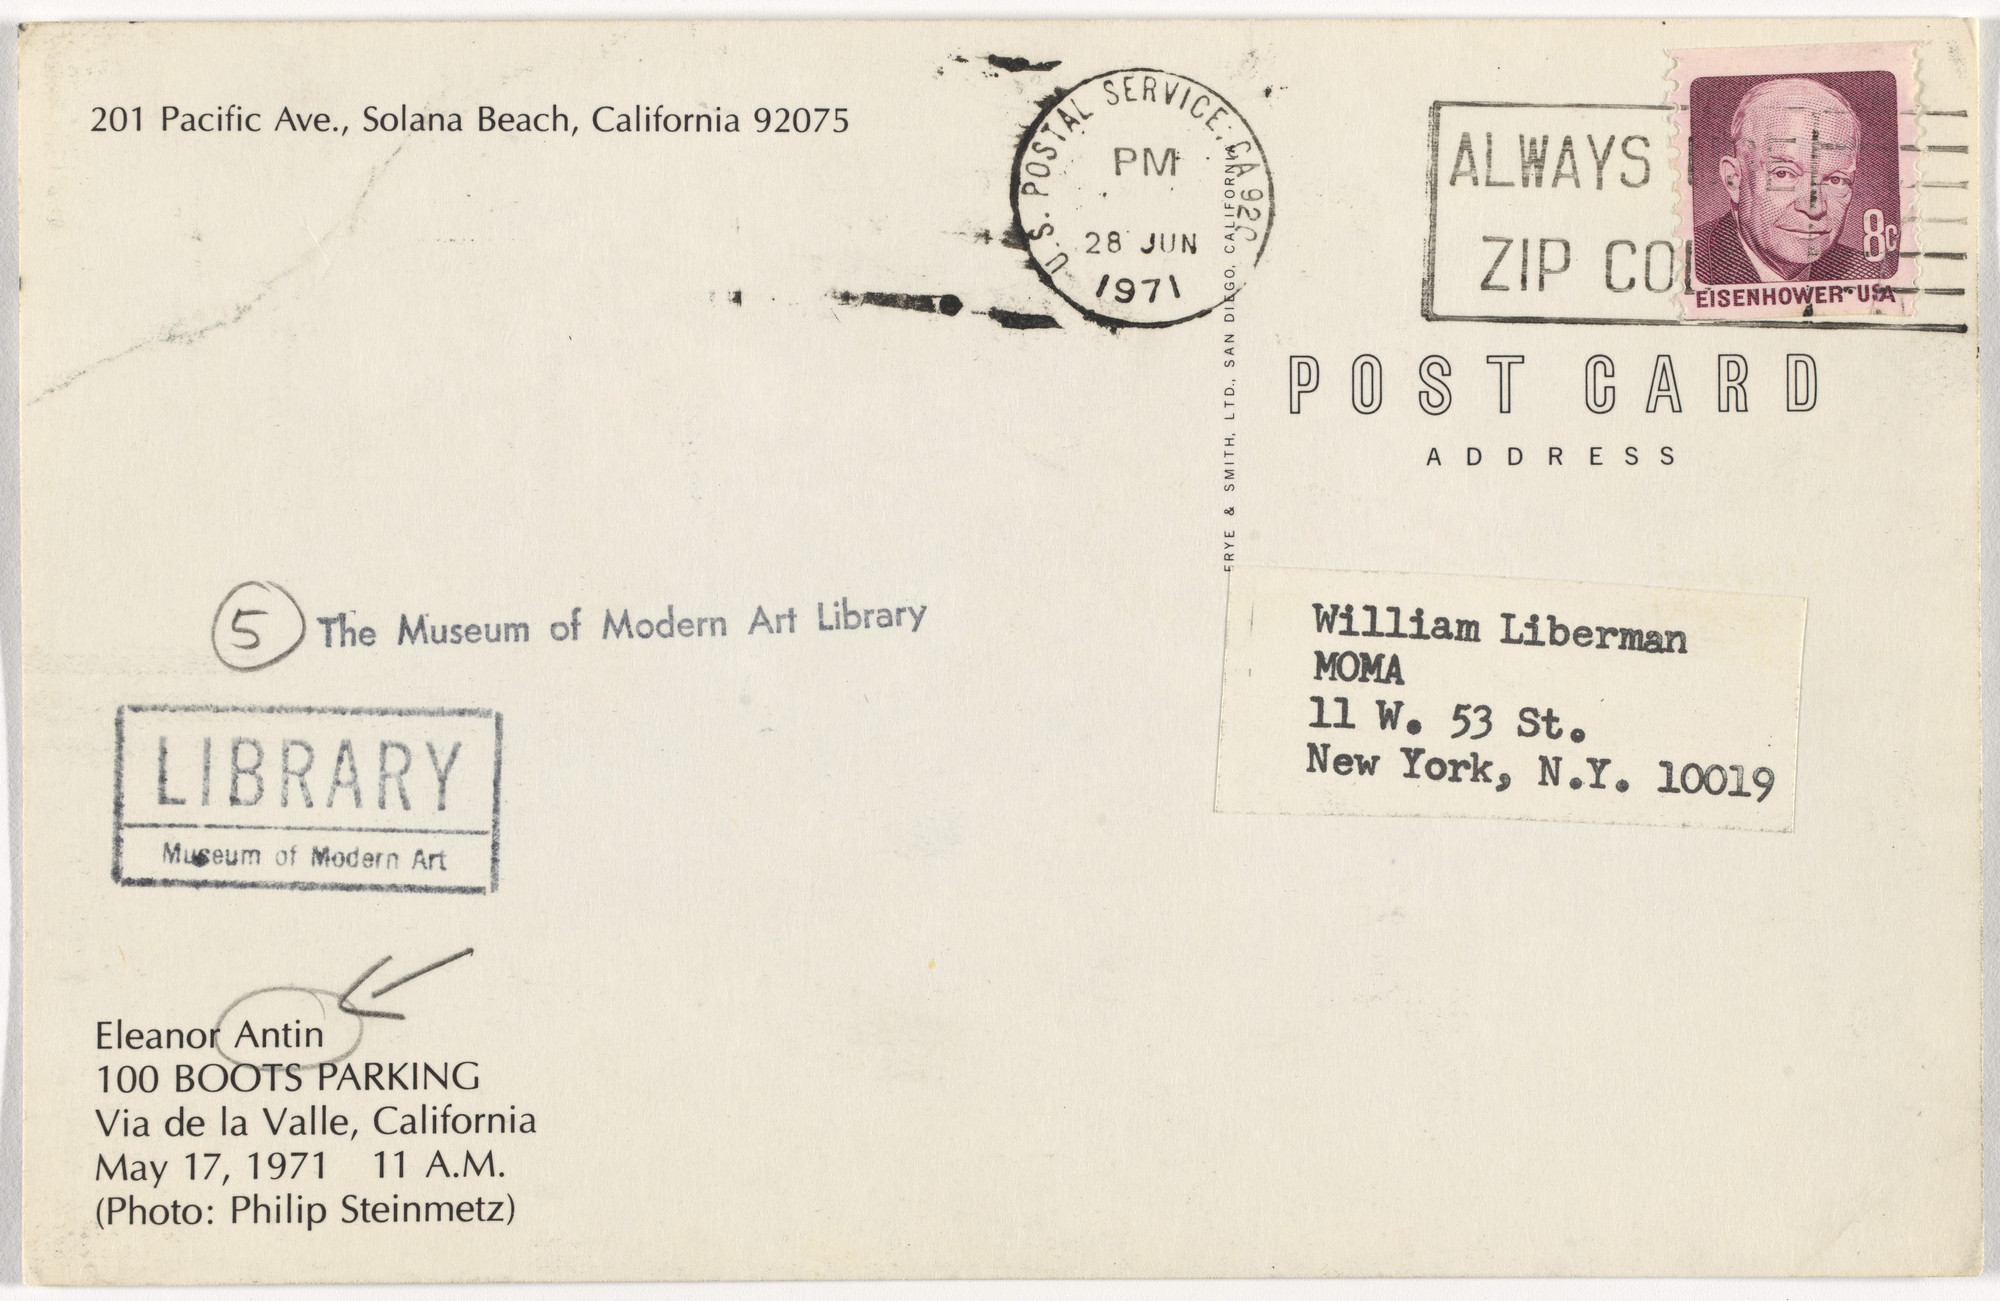 201 Pacific Ave., Solana Beach, California 92075
U.S. POSTAL SERVICE, CA
PM
28 JUN
1971
ALWAYS
ZIP
8c
EISENHOWER·USA
FRYE & SMITH, LTD., SAN DIEGO, CALIFORNIA
POST CARD
ADDRESS
5 The Museum of Modern Art Library
William Liberman
MOMA
11 W. 53 St.
New York, N.Y. 10019
LIBRARY
Museum of Modern Art
Eleanor Antin
100 BOOTS PARKING
Via de la Valle, California
May 17, 1971 11 A.M.
(Photo: Philip Steinmetz)